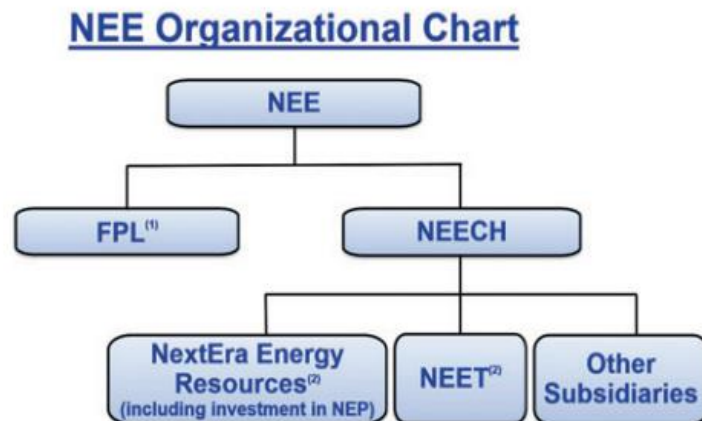 NEE Organizational Chart
NEE
FPL(1)
NEECH
NextEra Energy
Resources(2)
(including investment in NEP)
NEET(2)
Other
Subsidiaries